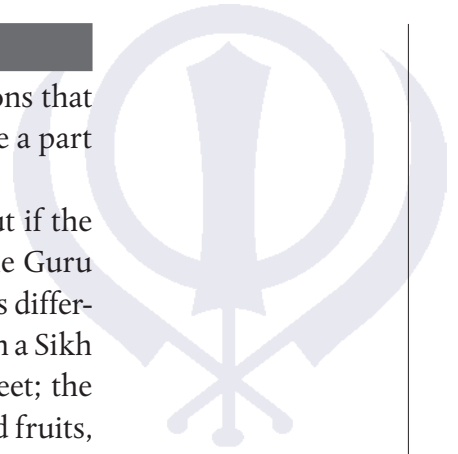 ons that
e a part
ut if the
e Guru
s differ-
n a Sikh
eet; the
d fruits,